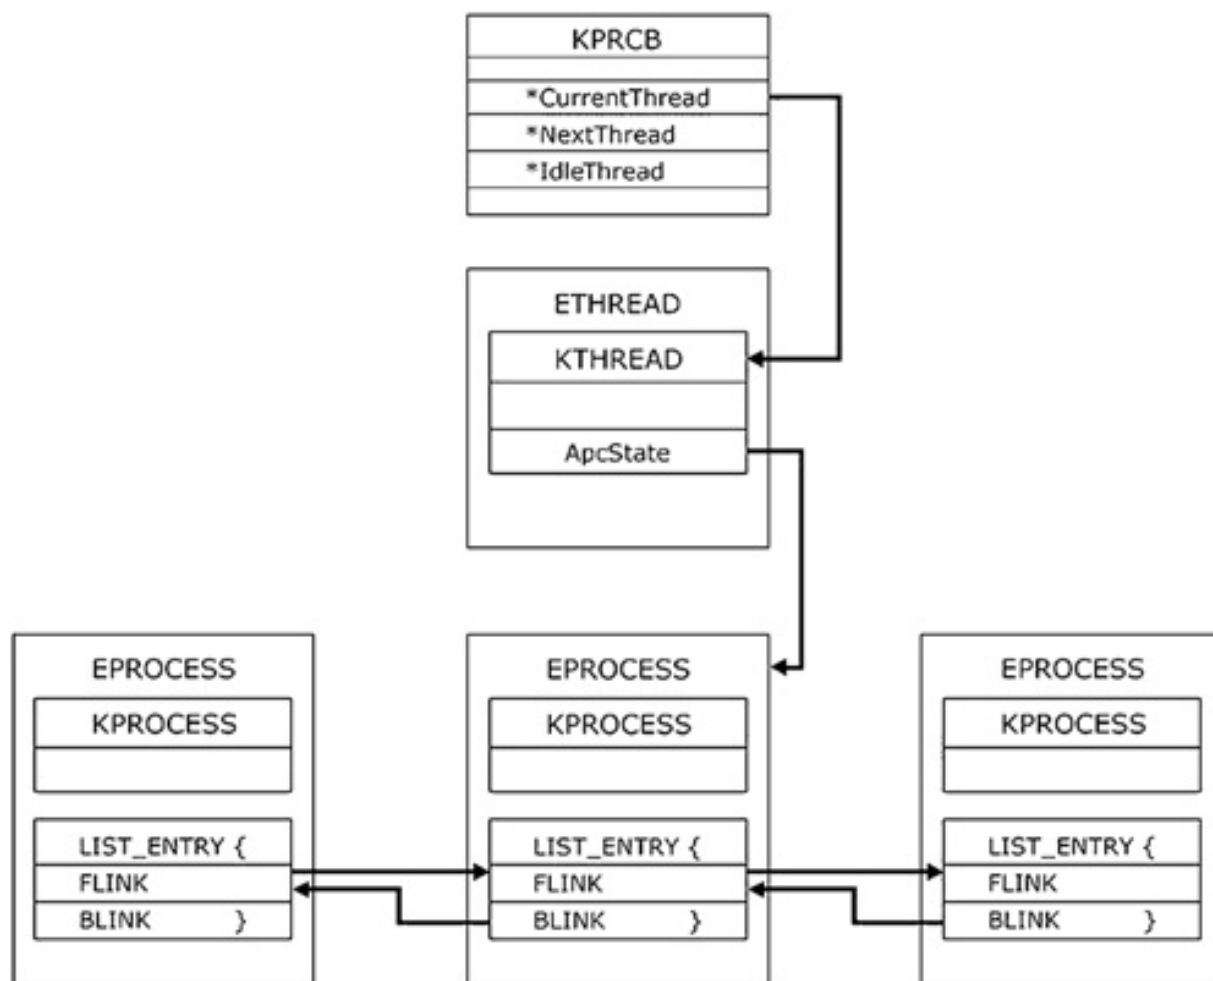 KPRCB
*CurrentThread
*NextThread
*IdleThread
ETHREAD
KTHREAD
ApcState
EPROCESS
KPROCESS
LIST_ENTRY {
FLINK
BLINK }
EPROCESS
KPROCESS
LIST_ENTRY {
FLINK
BLINK }
EPROCESS
KPROCESS
LIST_ENTRY {
FLINK
BLINK }